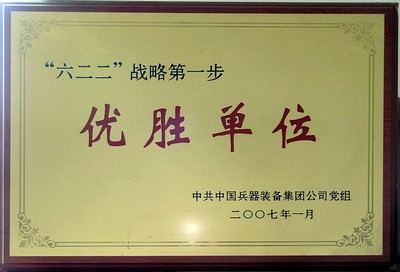 “六二二”战略第一步
优胜单位
中共中国兵器装备集团公司党组
二〇〇七年一月